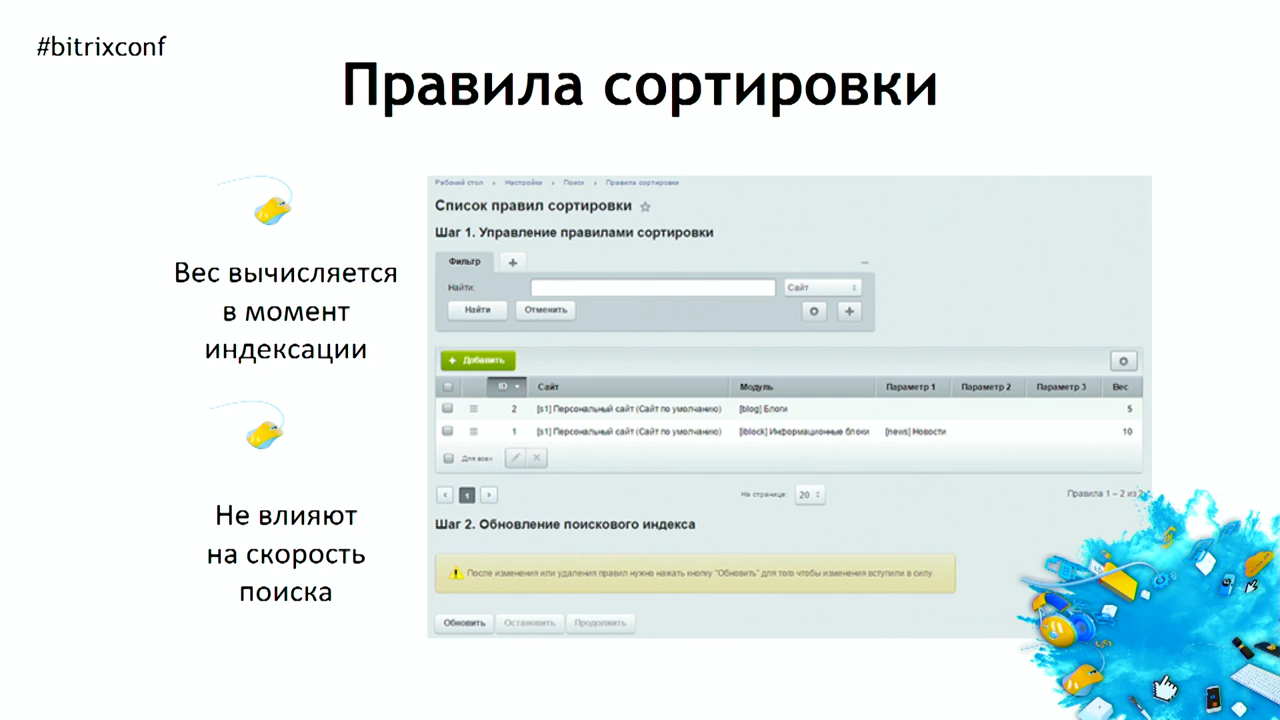 #bitrixconf
Правила сортировки
Вес вычисляется
в момент
индексации
Не влияют
на скорость
поиска
Рабочий стол > Настройки > Поиск > Правила сортировки
Список правил сортировки
Шаг 1. Управление правилами сортировки
Фильтр
Найти: Сайт
Найти Отменить
Добавить
ID Сайт Модуль Параметр 1 Параметр 2 Параметр 3 Вес
2 [s1] Персональный сайт (Сайт по умолчанию) [blog] Блоги 5
1 [s1] Персональный сайт (Сайт по умолчанию) [iblock] Информационные блоки [news] Новости 10
Для всех
1 На странице: 20 Правила 1 – 2 из 2
Шаг 2. Обновление поискового индекса
После изменения или удаления правил нужно нажать кнопку "Обновить" для того чтобы изменения вступили в силу.
Обновить Остановить Продолжить